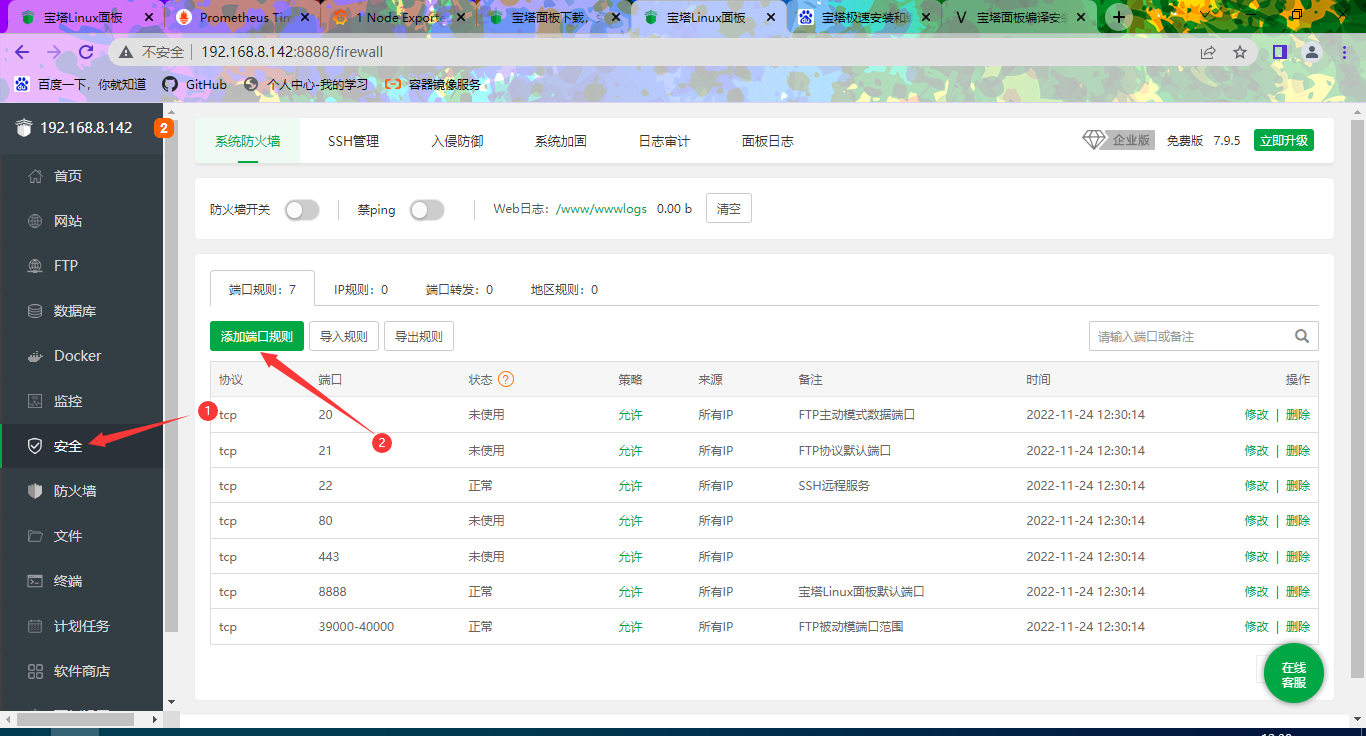 宝塔Linux面板
Prometheus Tim
1 Node Exporte
宝塔面板下载,
宝塔Linux面板
宝塔极速安装和
宝塔面板编译安
不安全 | 192.168.8.142:8888/firewall
百度一下,你就知道 GitHub 个人中心-我的学习 容器镜像服务
192.168.8.142 2
首页
网站
FTP
数据库
Docker
监控
安全
防火墙
文件
终端
计划任务
软件商店
系统防火墙 SSH管理 入侵防御 系统加固 日志审计 面板日志 企业版 免费版 7.9.5 立即升级
防火墙开关 禁ping Web日志: /www/wwwlogs 0.00 b 清空
端口规则: 7 IP规则: 0 端口转发: 0 地区规则: 0
添加端口规则 导入规则 导出规则 请输入端口或备注
协议 端口 状态 ? 策略 来源 备注 时间 操作
1
tcp 20 未使用 允许 所有IP FTP主动模式数据端口 2022-11-24 12:30:14 修改 | 删除
2
tcp 21 未使用 允许 所有IP FTP协议默认端口 2022-11-24 12:30:14 修改 | 删除
tcp 22 正常 允许 所有IP SSH远程服务 2022-11-24 12:30:14 修改 | 删除
tcp 80 未使用 允许 所有IP 2022-11-24 12:30:14 修改 | 删除
tcp 443 未使用 允许 所有IP 2022-11-24 12:30:14 修改 | 删除
tcp 8888 正常 允许 所有IP 宝塔Linux面板默认端口 2022-11-24 12:30:14 修改 | 删除
tcp 39000-40000 正常 允许 所有IP FTP被动模端口范围 2022-11-24 12:30:14 修改 | 删除
在线
客服